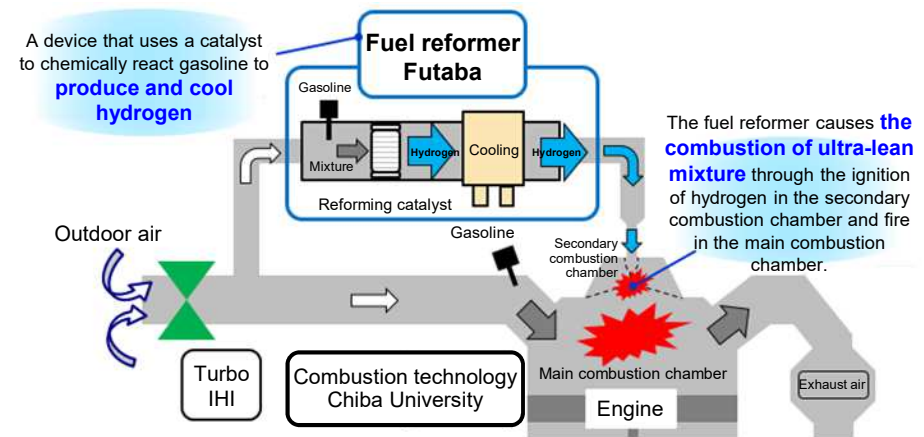 A device that uses a catalyst
to chemically react gasoline to
produce and cool
hydrogen
Fuel reformer
Futaba
Gasoline
Mixture
Hydrogen
Cooling
Hydrogen
Reforming catalyst
The fuel reformer causes the
combustion of ultra-lean
mixture through the ignition
of hydrogen in the secondary
combustion chamber and fire
in the main combustion
chamber.
Outdoor air
Gasoline
Secondary
combustion
chamber
Turbo
IHI
Combustion technology
Chiba University
Main combustion chamber
Engine
Exhaust air